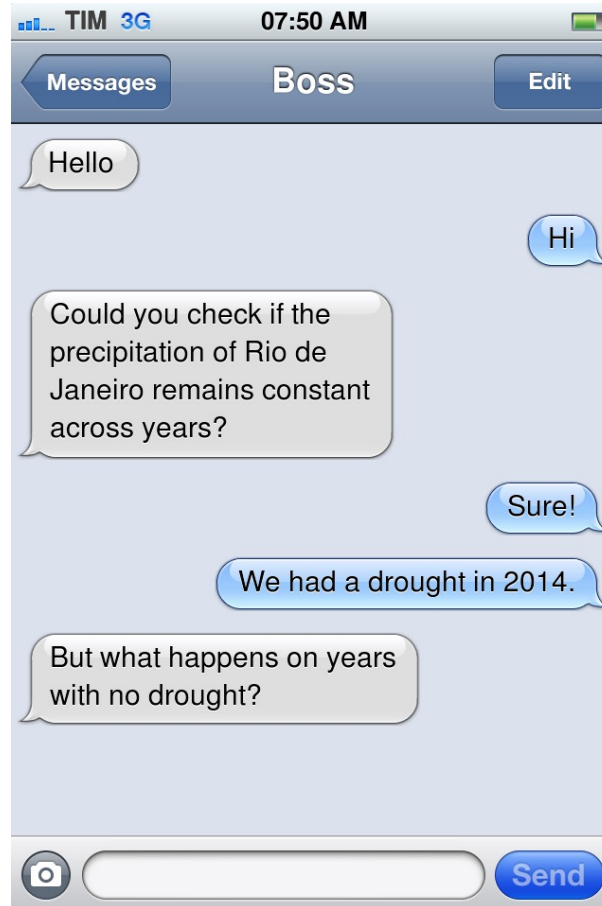 TIM 3G 07:50 AM
Messages Boss Edit
Hello
Hi
Could you check if the
precipitation of Rio de
Janeiro remains constant
across years?
Sure!
We had a drought in 2014.
But what happens on years
with no drought?
Send